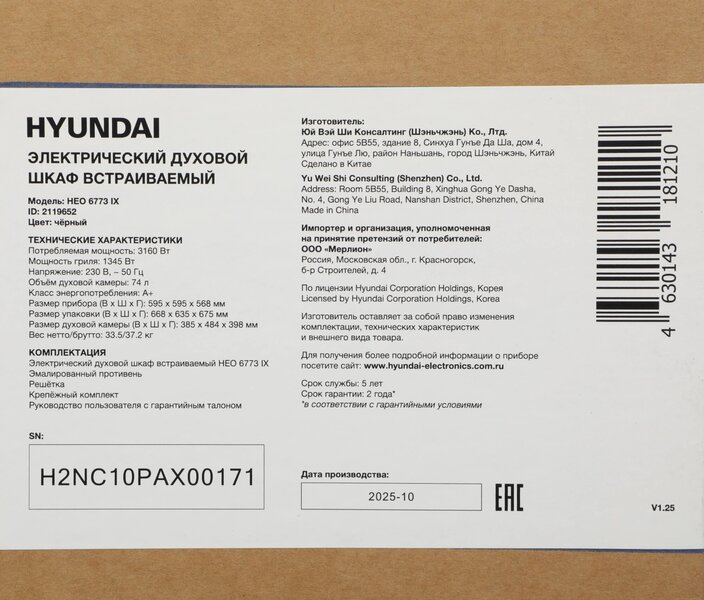 HYUNDAI
ЭЛЕКТРИЧЕСКИЙ ДУХОВОЙ
ШКАФ ВСТРАИВАЕМЫЙ
Модель: HEO 6773 IX
ID: 2119652
Цвет: чёрный
ТЕХНИЧЕСКИЕ ХАРАКТЕРИСТИКИ
Потребляемая мощность: 3160 Вт
Мощность гриля: 1345 Вт
Напряжение: 230 В, ~ 50 Гц
Объём духовой камеры: 74 л
Класс энергопотребления: A+
Размер прибора (В х Ш х Г): 595 х 595 х 568 мм
Размер упаковки (В х Ш х Г): 668 х 635 х 675 мм
Размер духовой камеры (В х Ш х Г): 385 х 484 х 398 мм
Вес нетто/брутто: 33.5/37.2 кг
КОМПЛЕКТАЦИЯ
Электрический духовой шкаф встраиваемый HEO 6773 IX
Эмалированный противень
Решётка
Крепёжный комплект
Руководство пользователя с гарантийным талоном
SN:
H2NC10PAX00171
Изготовитель:
Юй Вэй Ши Консалтинг (Шэньчжэнь) Ко., Лтд.
Адрес: офис 5B55, здание 8, Синхуа Гунъе Да Ша, дом 4,
улица Гунъе Лю, район Наньшань, город Шэньчжэнь, Китай
Сделано в Китае
Yu Wei Shi Consulting (Shenzhen) Co., Ltd.
Address: Room 5B55, Building 8, Xinghua Gong Ye Dasha,
No. 4, Gong Ye Liu Road, Nanshan District, Shenzhen, China
Made in China
Импортер и организация, уполномоченная
на принятие претензий от потребителей:
ООО «Мерлион»
Россия, Московская обл., г. Красногорск,
б-р Строителей, д. 4
По лицензии Hyundai Corporation Holdings, Корея
Licensed by Hyundai Corporation Holdings, Korea
Изготовитель оставляет за собой право изменения
комплектации, технических характеристик
и внешнего вида товара.
Для получения более подробной информации о приборе
посетите сайт: www.hyundai-electronics.com.ru
Срок службы: 5 лет
Срок гарантии: 2 года*
*в соответствии с гарантийными условиями
Дата производства:
2025-10
EAC
4 630143 181210
V1.25